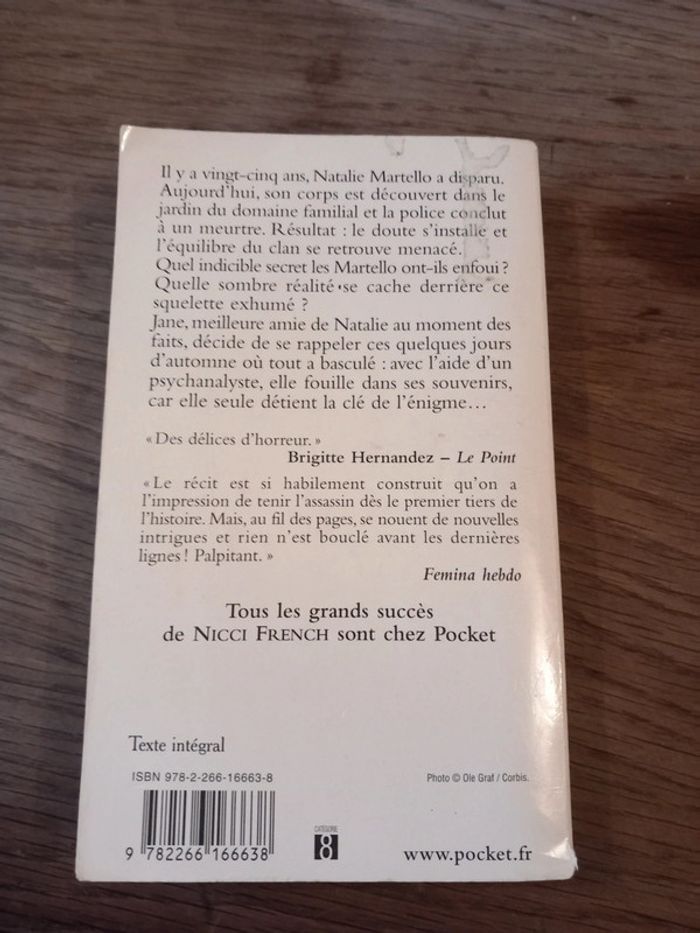 Il y a vingt-cinq ans, Natalie Martello a disparu.
Aujourd'hui, son corps est découvert dans le
jardin du domaine familial et la police conclut
à un meurtre. Résultat : le doute s'installe et
l'équilibre du clan se retrouve menacé.
Quel indicible secret les Martello ont-ils enfoui ?
Quelle sombre réalité se cache derrière ce
squelette exhumé ?
Jane, meilleure amie de Natalie au moment des
faits, décide de se rappeler ces quelques jours
d'automne où tout a basculé : avec l'aide d'un
psychanalyste, elle fouille dans ses souvenirs,
car elle seule détient la clé de l'énigme…
« Des délices d'horreur. »
Brigitte Hernandez – Le Point
« Le récit est si habilement construit qu'on a
l'impression de tenir l'assassin dès le premier tiers de
l'histoire. Mais, au fil des pages, se nouent de nouvelles
intrigues et rien n'est bouclé avant les dernières
lignes ! Palpitant. »
Femina hebdo
Tous les grands succès
de NICCI FRENCH sont chez Pocket
Texte intégral
ISBN 978-2-266-16663-8
Photo © Ole Graf / Corbis.
CATÉGORIE
8
9 782266 166638
www.pocket.fr